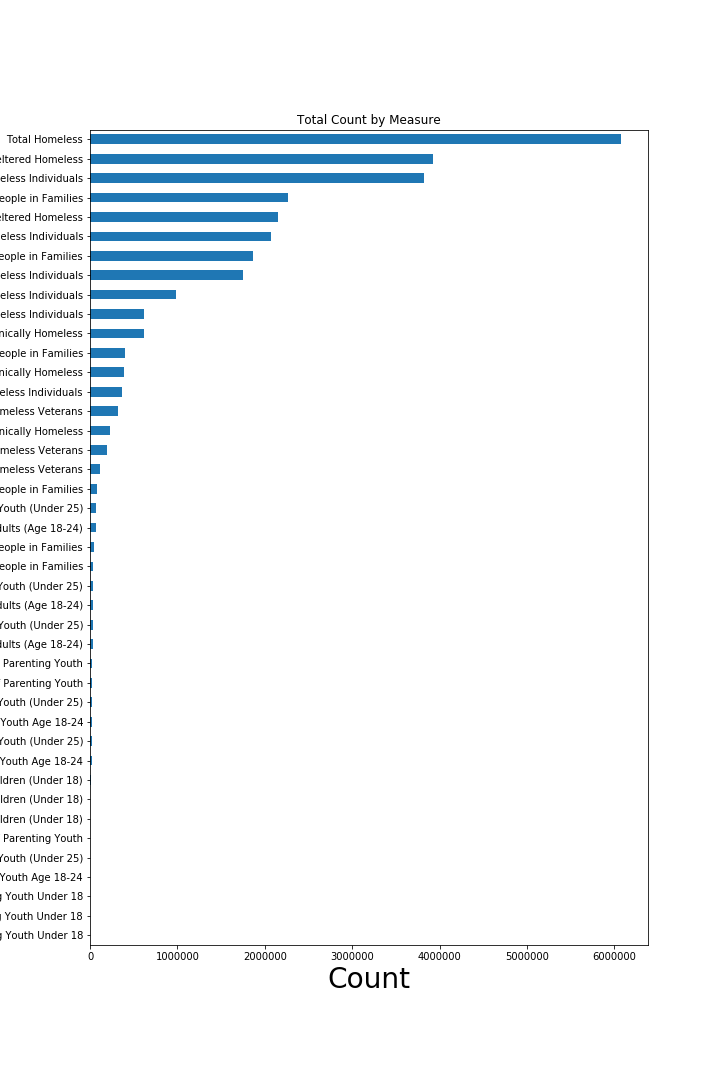 Total Count by Measure
Total Homeless
eltered Homeless
eless Individuals
eople in Families
eltered Homeless
eless Individuals
eople in Families
eless Individuals
eless Individuals
eless Individuals
nically Homeless
eople in Families
nically Homeless
eless Individuals
meless Veterans
nically Homeless
meless Veterans
meless Veterans
eople in Families
Youth (Under 25)
dults (Age 18-24)
eople in Families
eople in Families
Youth (Under 25)
dults (Age 18-24)
Youth (Under 25)
dults (Age 18-24)
Parenting Youth
Parenting Youth
Youth (Under 25)
Youth Age 18-24
Youth (Under 25)
Youth Age 18-24
ldren (Under 18)
ldren (Under 18)
ldren (Under 18)
Parenting Youth
Youth (Under 25)
Youth Age 18-24
g Youth Under 18
g Youth Under 18
g Youth Under 18
0 1000000 2000000 3000000 4000000 5000000 6000000
Count